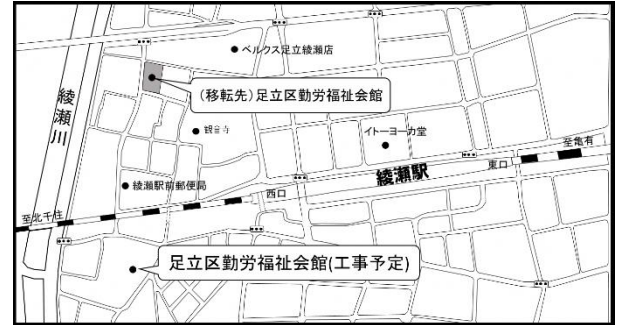 ベルクス足立綾瀬店
(移転先)足立区勤労福祉会館
綾瀬川
観音寺
イトーヨーカ堂
至亀有
東口
綾瀬駅
綾瀬駅前郵便局
西口
至北千住
足立区勤労福祉会館(工事予定)